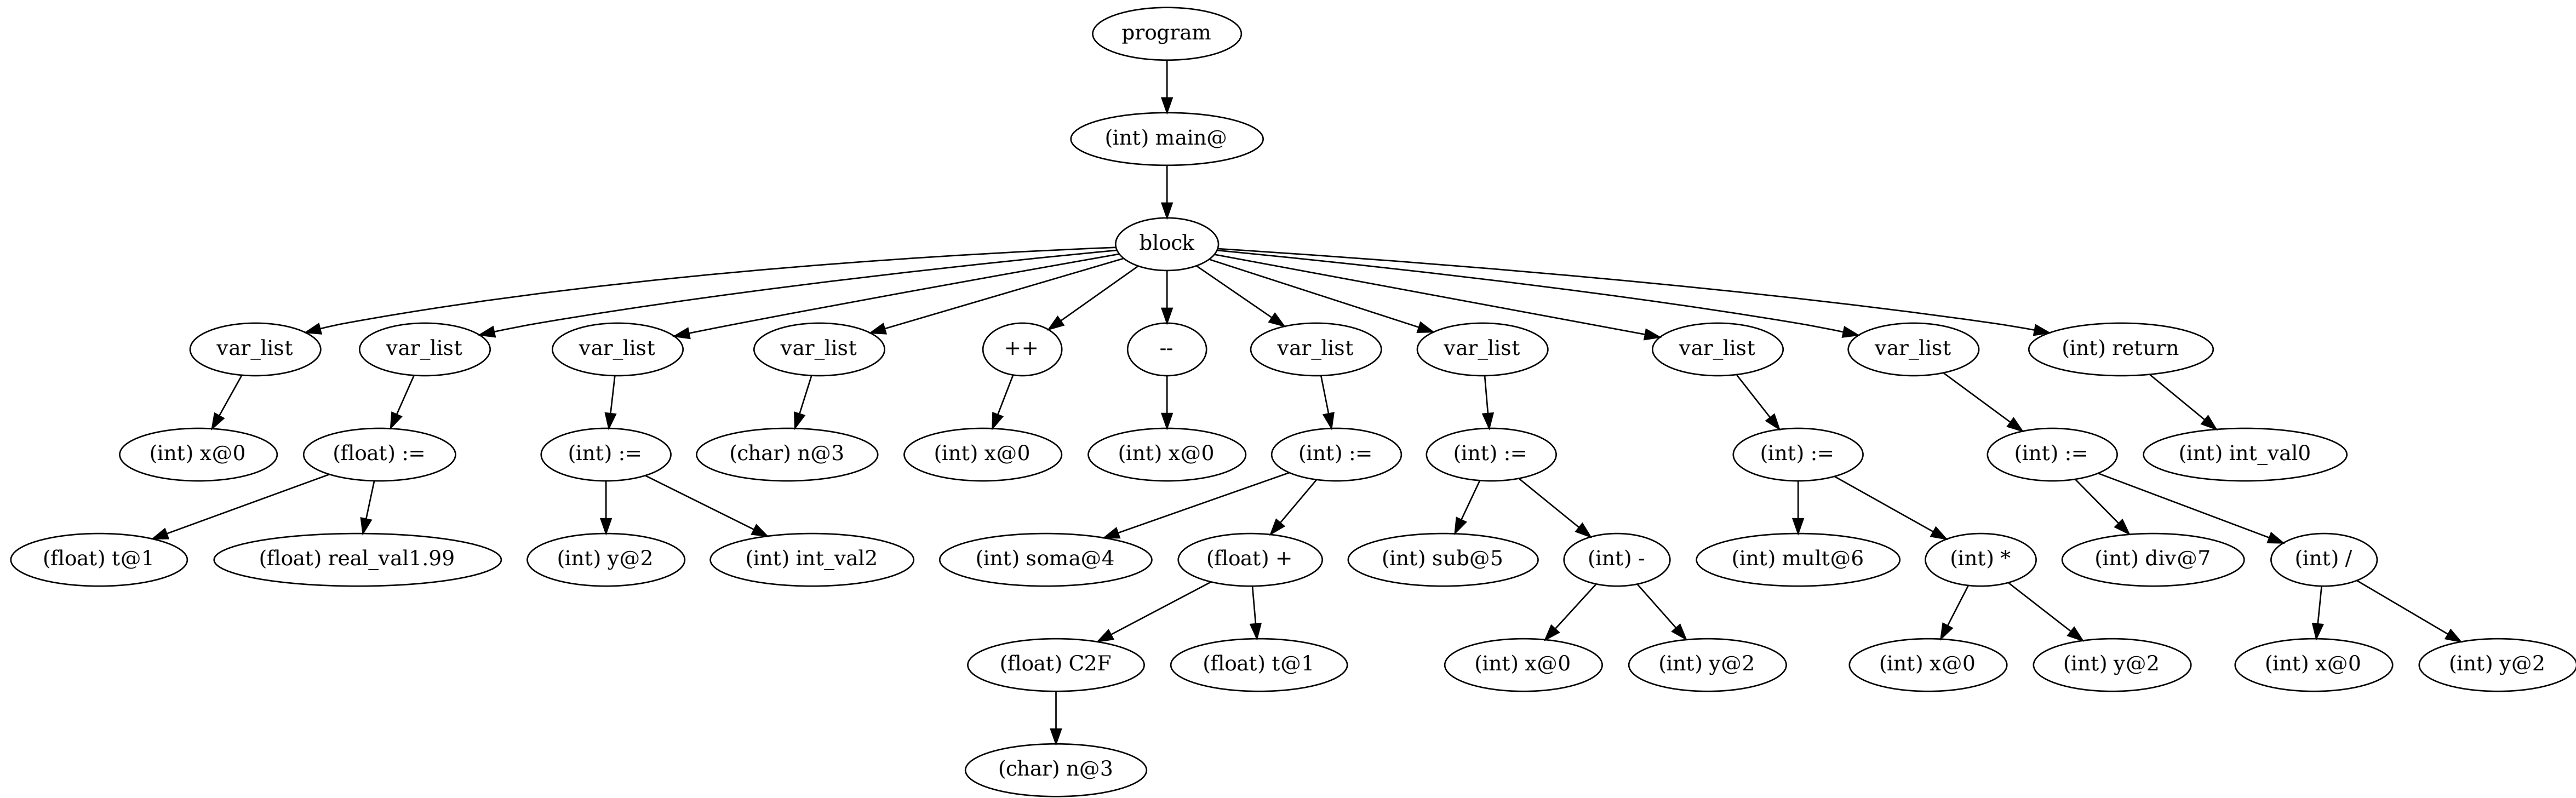 program
(int) main@
block
var_list
var_list
var_list
var_list
++
--
var_list
var_list
var_list
var_list
(int) return
(int) x@0
(float) :=
(int) :=
(char) n@3
(int) x@0
(int) x@0
(int) :=
(int) :=
(int) :=
(int) :=
(int) int_val0
(float) t@1
(float) real_val1.99
(int) y@2
(int) int_val2
(int) soma@4
(float) +
(int) sub@5
(int) -
(int) mult@6
(int) *
(int) div@7
(int) /
(float) C2F
(float) t@1
(int) x@0
(int) y@2
(int) x@0
(int) y@2
(int) x@0
(int) y@2
(char) n@3